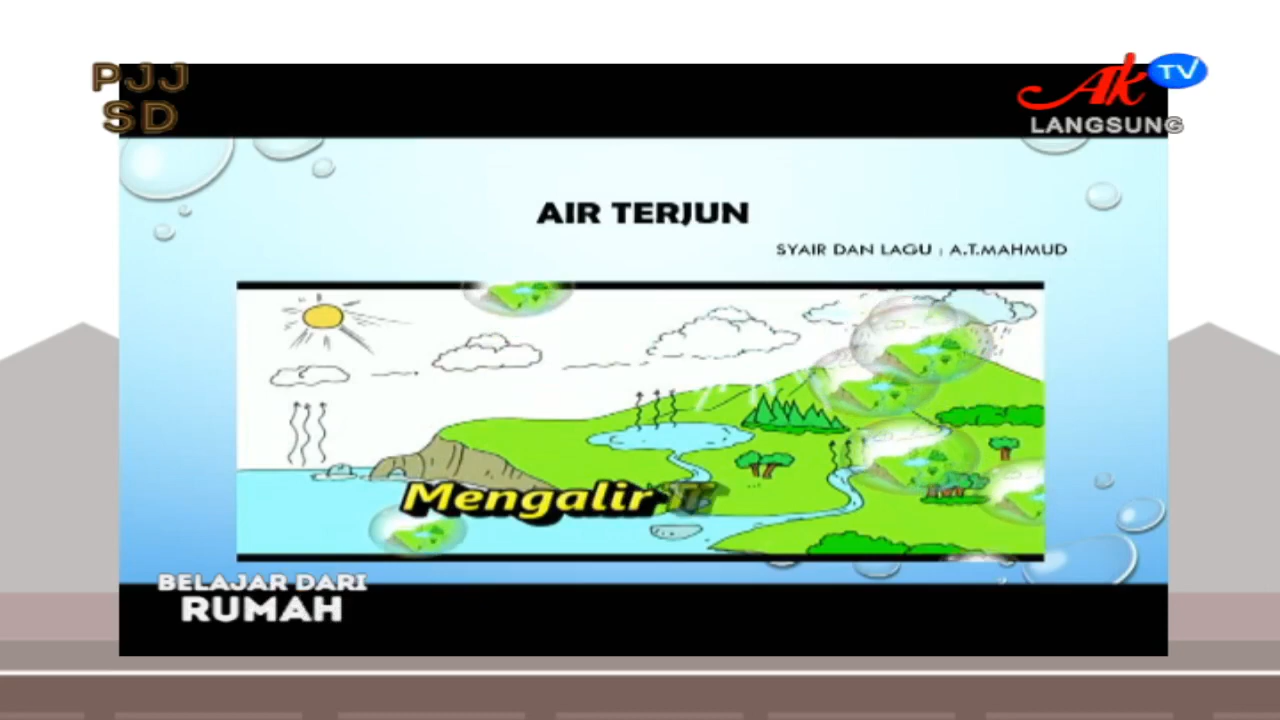 PJJ
SD
Ak TV
LANGSUNG
AIR TERJUN
SYAIR DAN LAGU ; A.T.MAHMUD
Mengalir
BELAJAR DARI
RUMAH